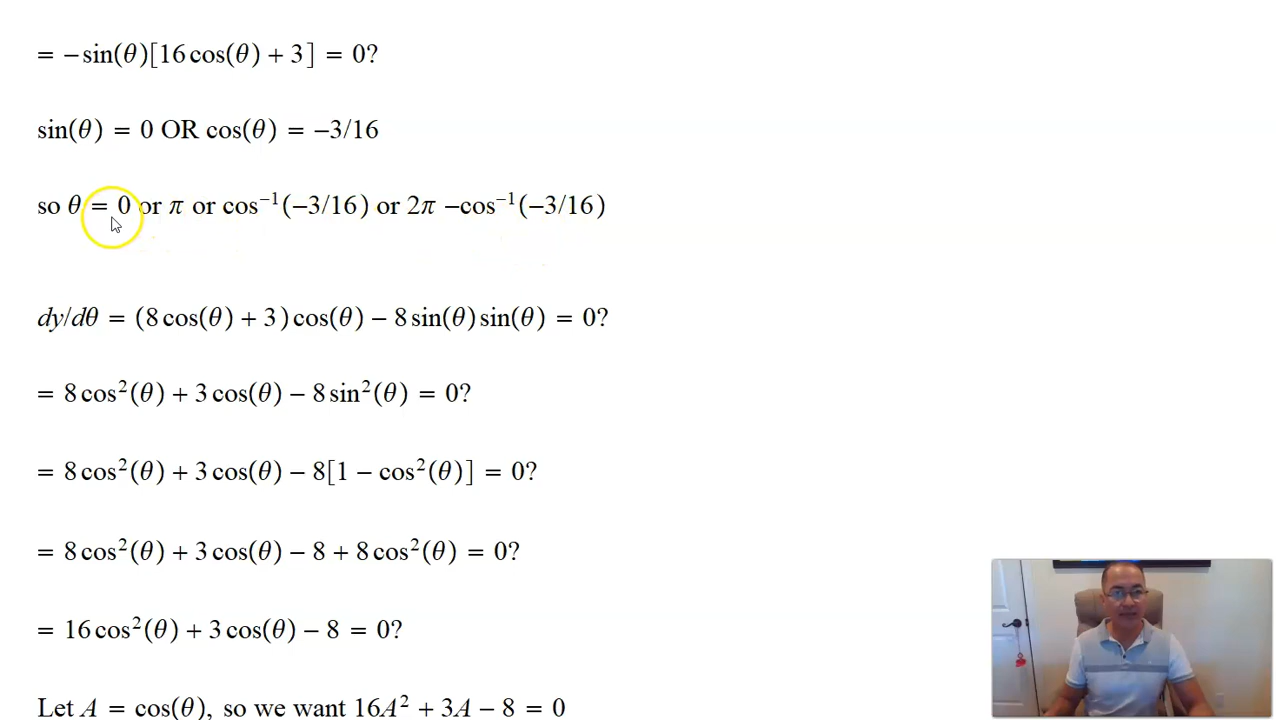 = −sin(θ)[16 cos(θ) + 3] = 0?
sin(θ) = 0 OR cos(θ) = −3/16
so θ = 0 or π or cos⁻¹(−3/16) or 2π −cos⁻¹(−3/16)
dy/dθ = (8 cos(θ) + 3)cos(θ) − 8 sin(θ) sin(θ) = 0?
= 8 cos²(θ) + 3 cos(θ) − 8 sin²(θ) = 0?
= 8 cos²(θ) + 3 cos(θ) − 8[1 − cos²(θ)] = 0?
= 8 cos²(θ) + 3 cos(θ) − 8 + 8 cos²(θ) = 0?
= 16 cos²(θ) + 3 cos(θ) − 8 = 0?
Let A = cos(θ), so we want 16A² + 3A − 8 = 0